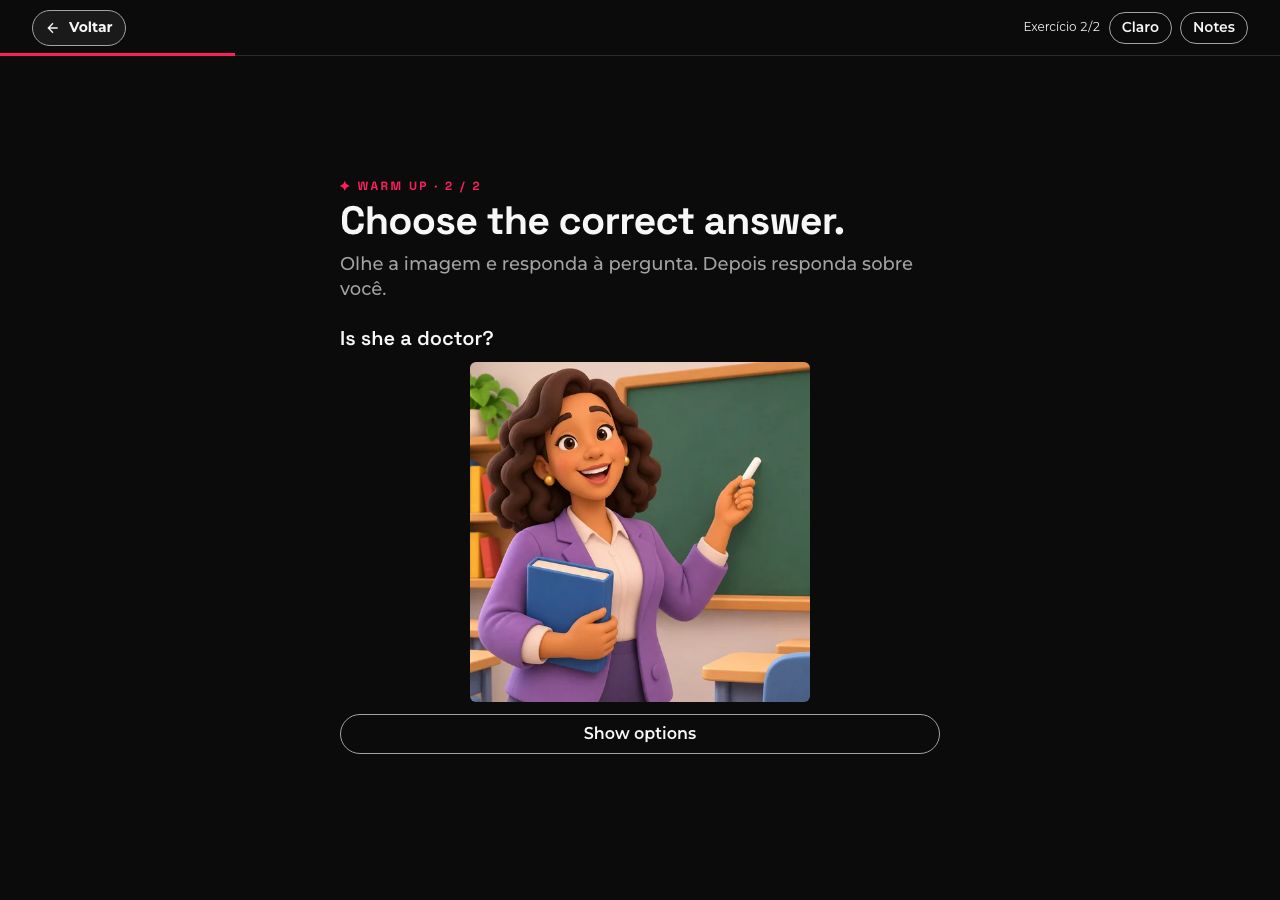 ← Voltar
Exercício 2/2
Claro
Notes
✦ WARM UP · 2 / 2
Choose the correct answer.
Olhe a imagem e responda à pergunta. Depois responda sobre
você.
Is she a doctor?
Show options